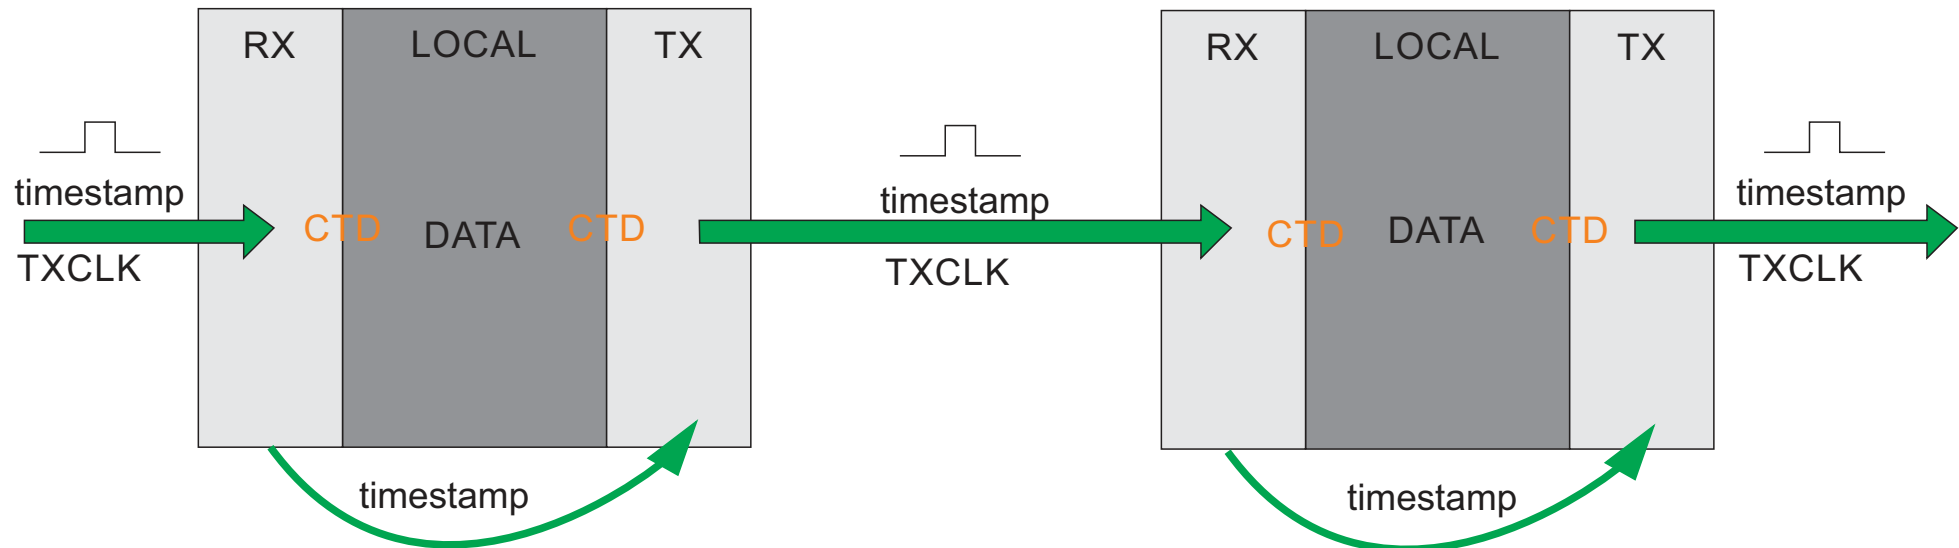 RX
LOCAL
TX
RX
LOCAL
TX
timestamp
CTD
DATA
CTD
TXCLK
timestamp
TXCLK
CTD
DATA
CTD
timestamp
TXCLK
timestamp
timestamp